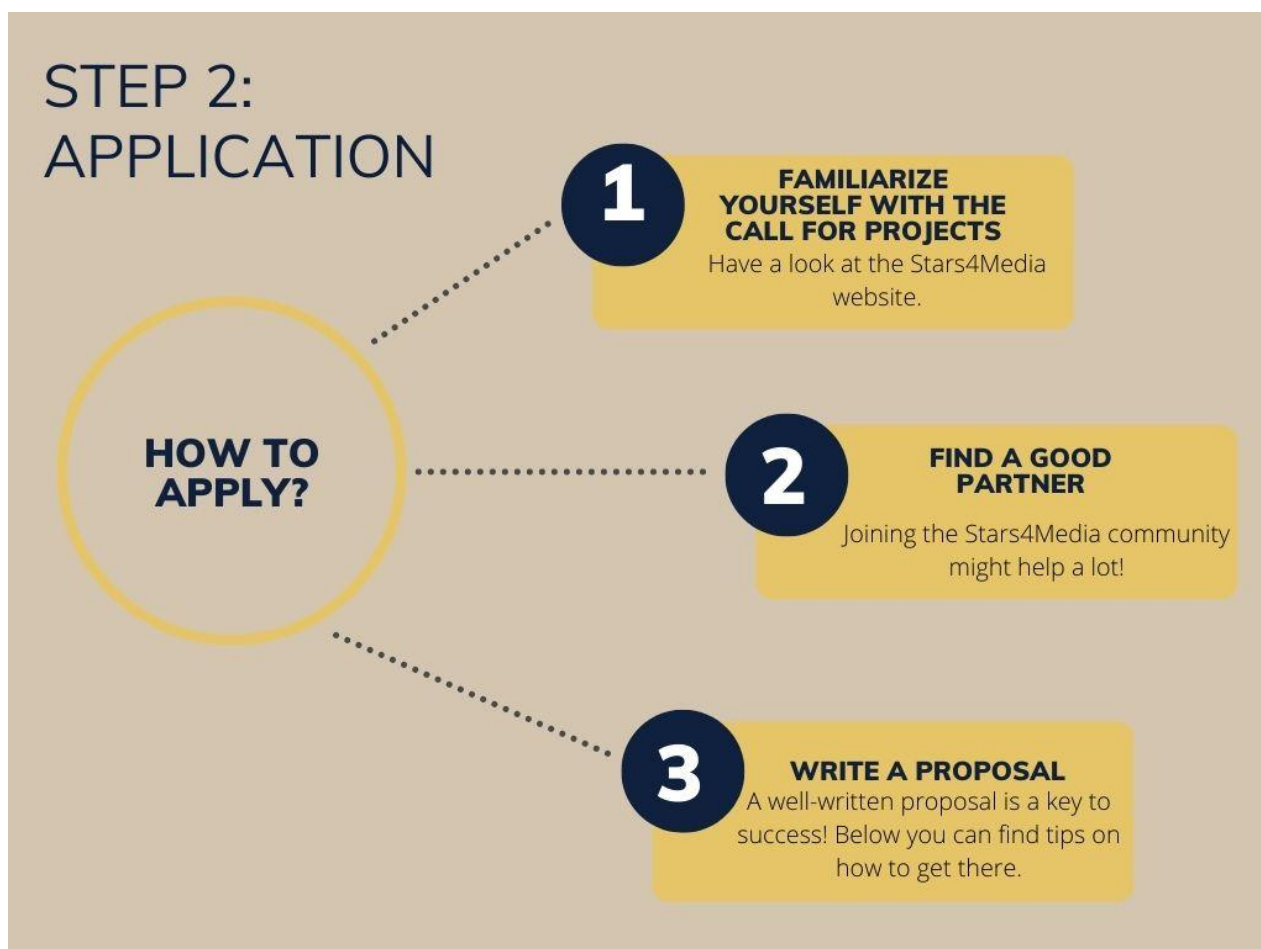 STEP 2:
APPLICATION
HOW TO
APPLY?
1
FAMILIARIZE
YOURSELF WITH THE
CALL FOR PROJECTS
Have a look at the Stars4Media
website.
2
FIND A GOOD
PARTNER
Joining the Stars4Media community
might help a lot!
3
WRITE A PROPOSAL
A well-written proposal is a key to
success! Below you can find tips on
how to get there.